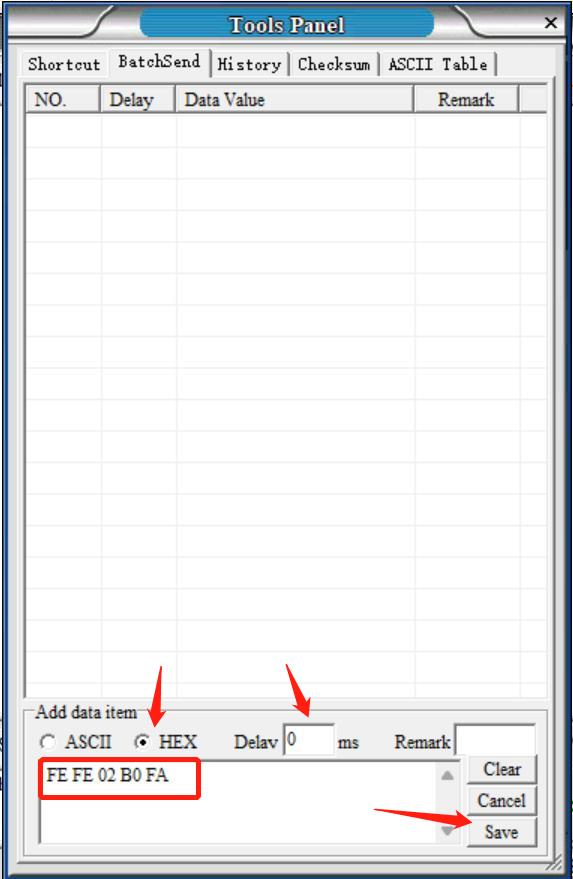 Tools Panel
Shortcut BatchSend History Checksum ASCII Table
NO. Delay Data Value Remark
Add data item
ASCII HEX Delay 0 ms Remark
FE FE 02 B0 FA
Clear
Cancel
Save